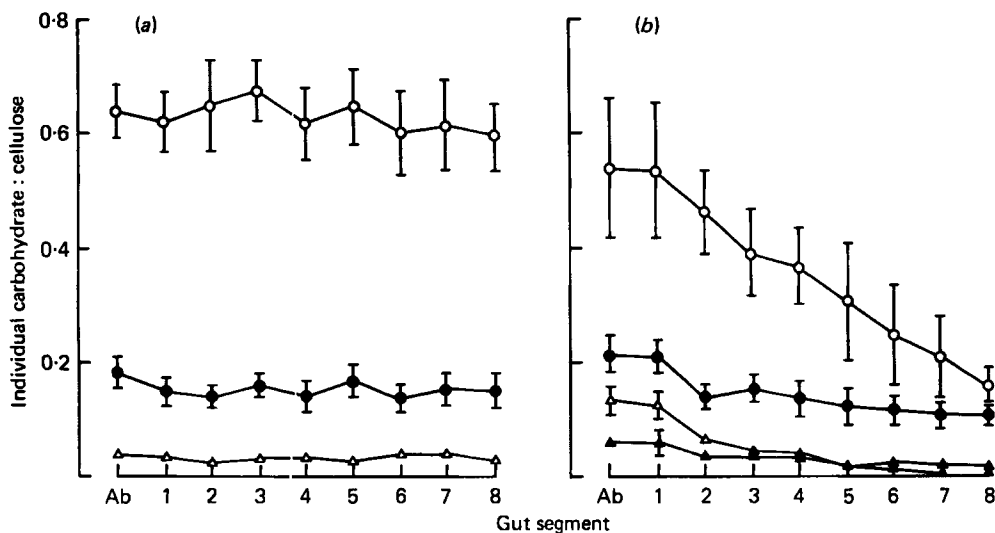 Individual carbohydrate : cellulose
0·8
0·6
0·4
0·2
(a)
Ab 1 2 3 4 5 6 7 8
(b)
Ab 1 2 3 4 5 6 7 8
Gut segment